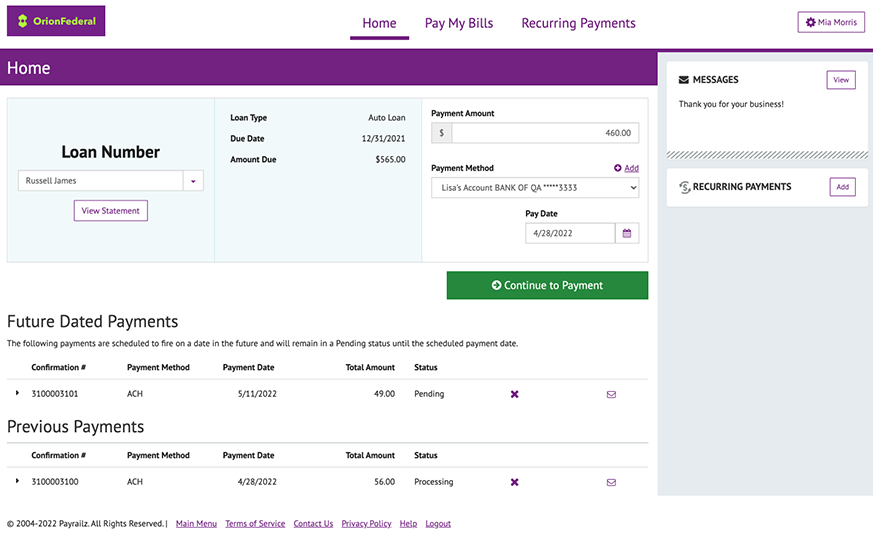 OrionFederal
Home Pay My Bills Recurring Payments
Mia Morris
Home
Loan Number
Russell James
View Statement
Loan Type Auto Loan
Due Date 12/31/2021
Amount Due $565.00
Payment Amount
$ 460.00
Payment Method Add
Lisa's Account BANK OF QA *****3333
Pay Date
4/28/2022
Continue to Payment
MESSAGES View
Thank you for your business!
RECURRING PAYMENTS Add
Future Dated Payments
The following payments are scheduled to fire on a date in the future and will remain in a Pending status until the scheduled payment date.
Confirmation # Payment Method Payment Date Total Amount Status
3100003101 ACH 5/11/2022 49.00 Pending
Previous Payments
Confirmation # Payment Method Payment Date Total Amount Status
3100003100 ACH 4/28/2022 56.00 Processing
© 2004-2022 Payrailz. All Rights Reserved. | Main Menu Terms of Service Contact Us Privacy Policy Help Logout